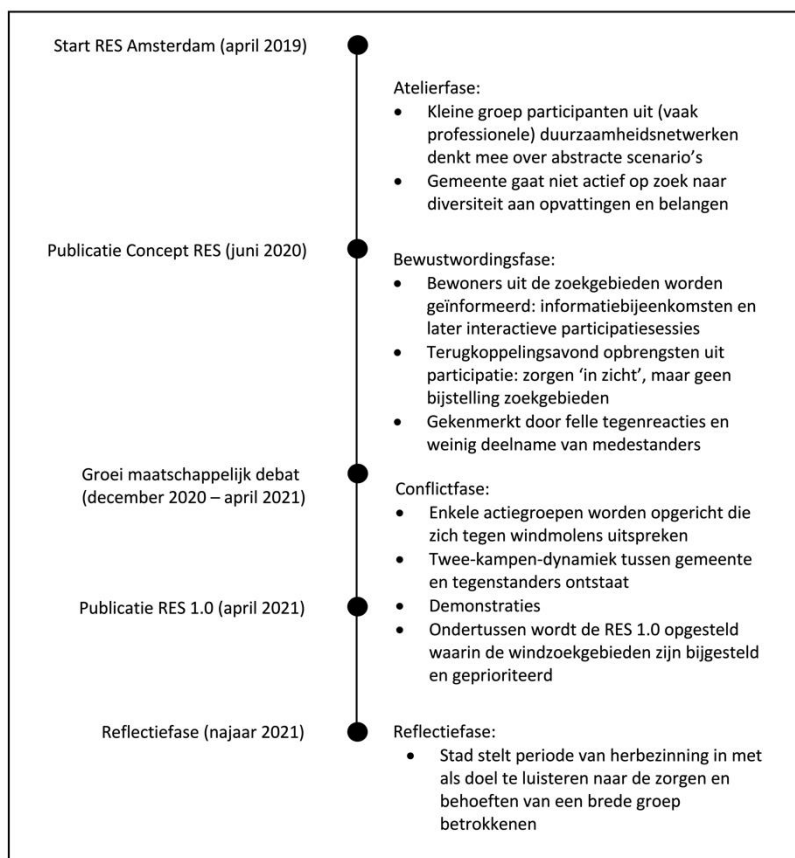 Start RES Amsterdam (april 2019)
Atelierfase:
• Kleine groep participanten uit (vaak
professionele) duurzaamheidsnetwerken
denkt mee over abstracte scenario's
• Gemeente gaat niet actief op zoek naar
diversiteit aan opvattingen en belangen
Publicatie Concept RES (juni 2020)
Bewustwordingsfase:
• Bewoners uit de zoekgebieden worden
geïnformeerd: informatiebijeenkomsten en
later interactieve participatiesessies
• Terugkoppelingsavond opbrengsten uit
participatie: zorgen 'in zicht', maar geen
bijstelling zoekgebieden
• Gekenmerkt door felle tegenreacties en
weinig deelname van medestanders
Groei maatschappelijk debat
(december 2020 – april 2021)
Conflictfase:
• Enkele actiegroepen worden opgericht die
zich tegen windmolens uitspreken
• Twee-kampen-dynamiek tussen gemeente
en tegenstanders ontstaat
• Demonstraties
• Ondertussen wordt de RES 1.0 opgesteld
waarin de windzoekgebieden zijn bijgesteld
en geprioriteerd
Publicatie RES 1.0 (april 2021)
Reflectiefase (najaar 2021)
Reflectiefase:
• Stad stelt periode van herbezinning in met
als doel te luisteren naar de zorgen en
behoeften van een brede groep
betrokkenen